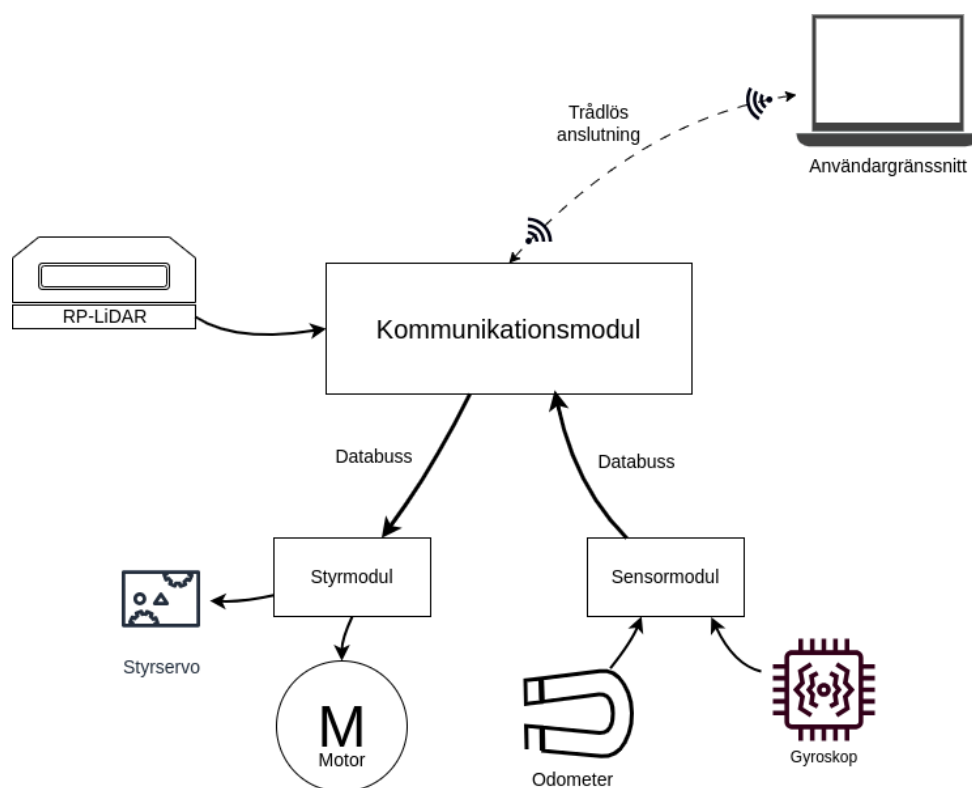 Trådlös
anslutning
Användargränssnitt
RP-LiDAR
Kommunikationsmodul
Databuss
Databuss
Styrmodul
Sensormodul
Styrservo
M
Motor
Odometer
Gyroskop